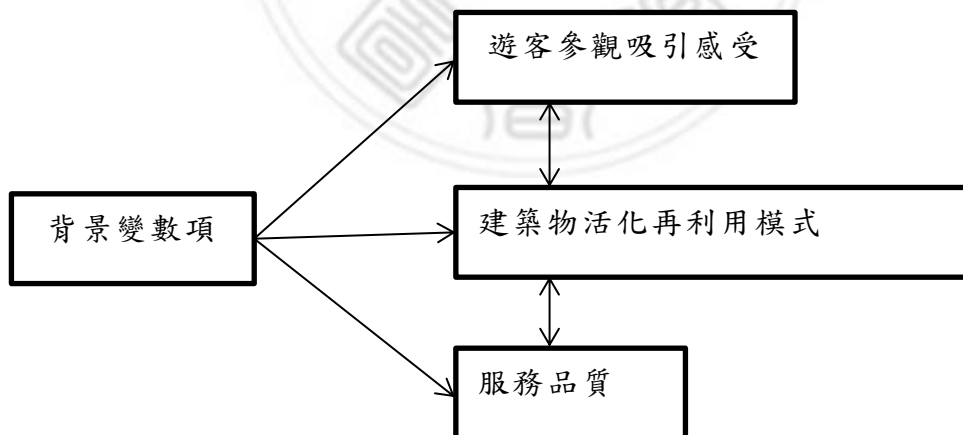 遊客參觀吸引感受
背景變數項
建築物活化再利用模式
服務品質